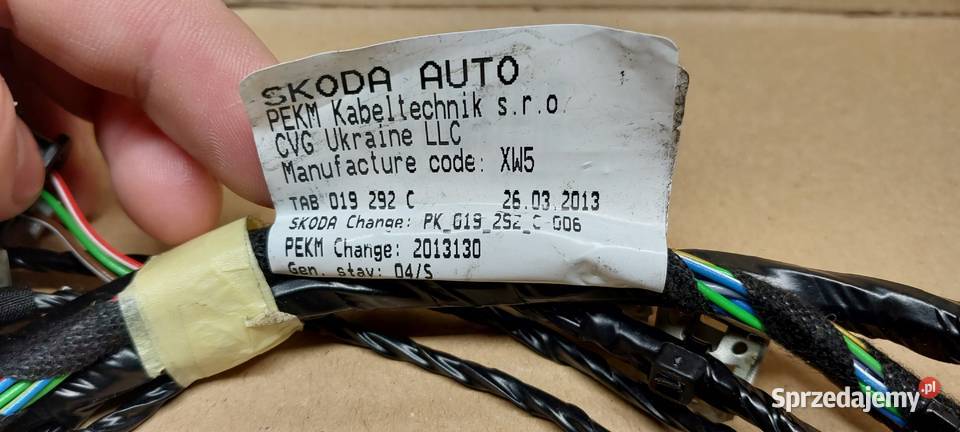 SKODA AUTO
PEKM Kabeltechnik s.r.o
CVG Ukraine LLC
Manufacture code: XW5
TAB 019 292 C 26.03.2013
SKODA Change: PK_019_292_C 006
PEKM Change: 2013130
Gen. stav: 04/S
Sprzedajemy.pl